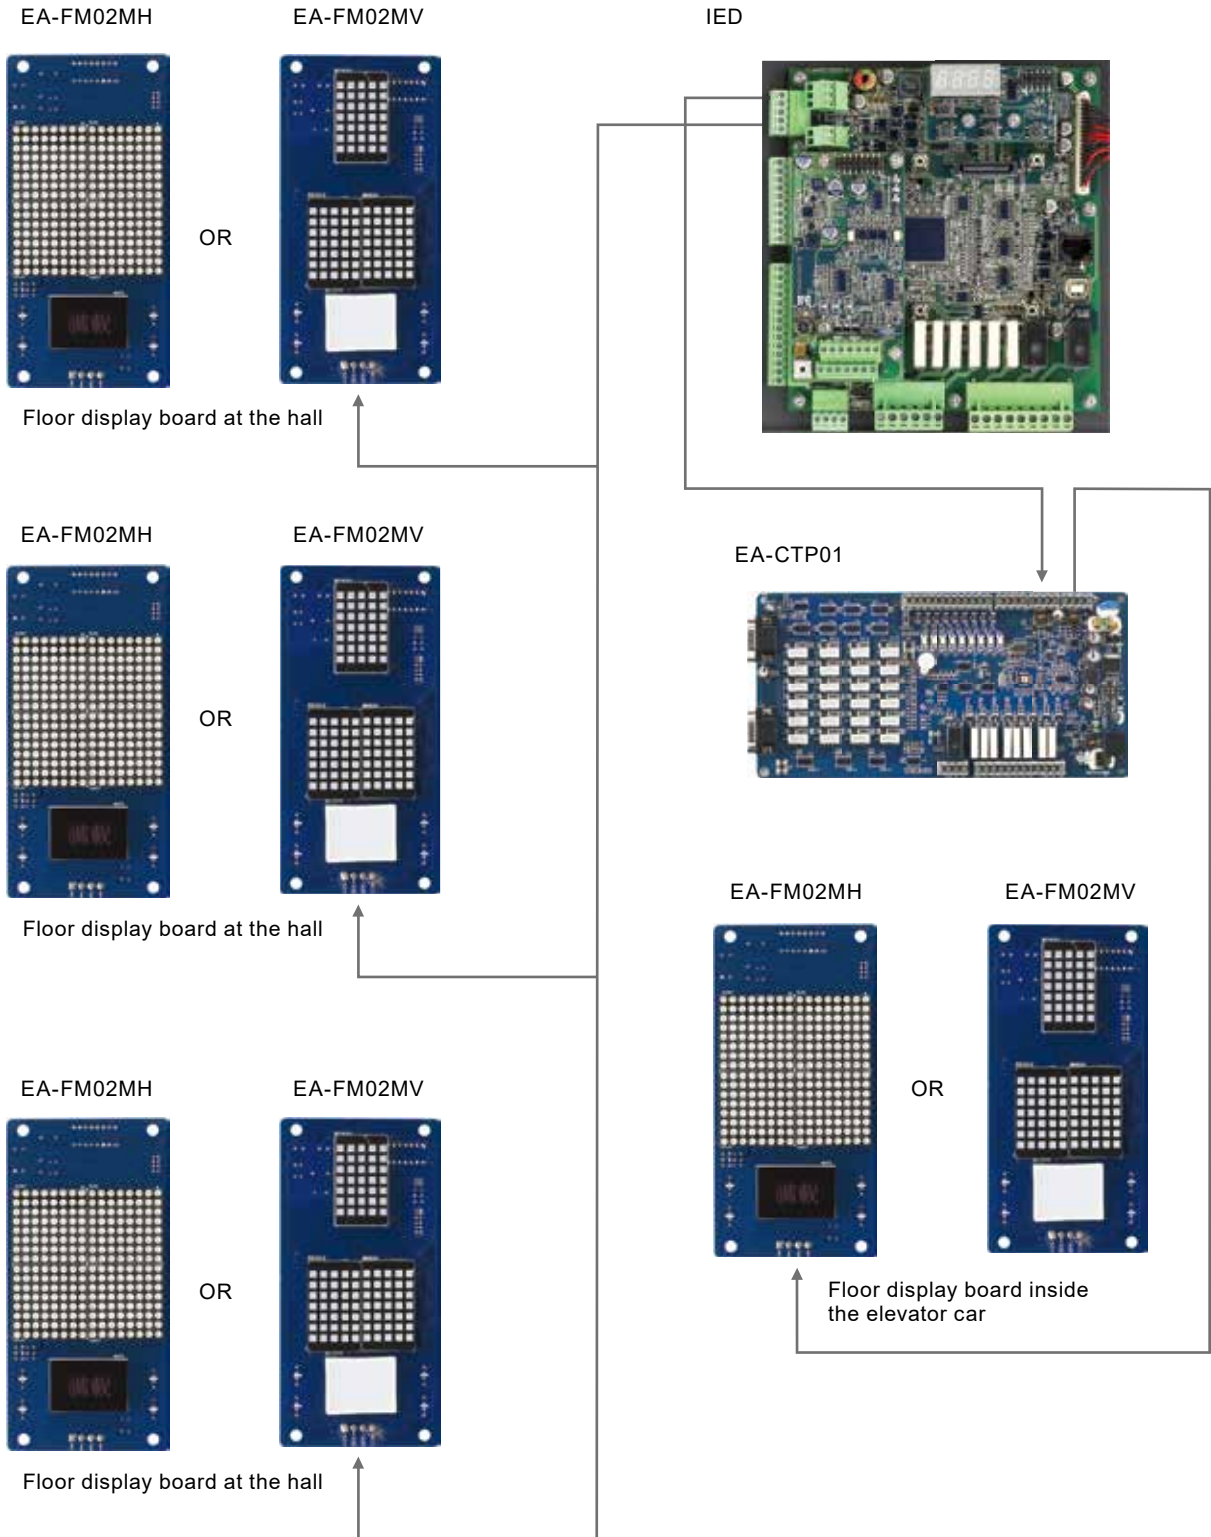 EA-FM02MH
EA-FM02MV
IED
OR
Floor display board at the hall
EA-FM02MH
EA-FM02MV
EA-CTP01
OR
Floor display board at the hall
EA-FM02MH
EA-FM02MV
OR
Floor display board inside
the elevator car
EA-FM02MH
EA-FM02MV
OR
Floor display board at the hall